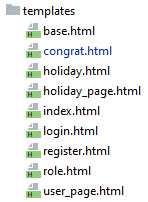 templates
base.html
congrat.html
holiday.html
holiday_page.html
index.html
login.html
register.html
role.html
user_page.html